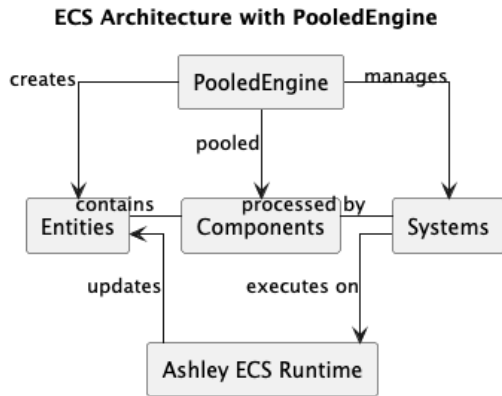 ECS Architecture with PooledEngine
creates
PooledEngine
manages
pooled
contains
processed by
Entities
Components
Systems
updates
executes on
Ashley ECS Runtime